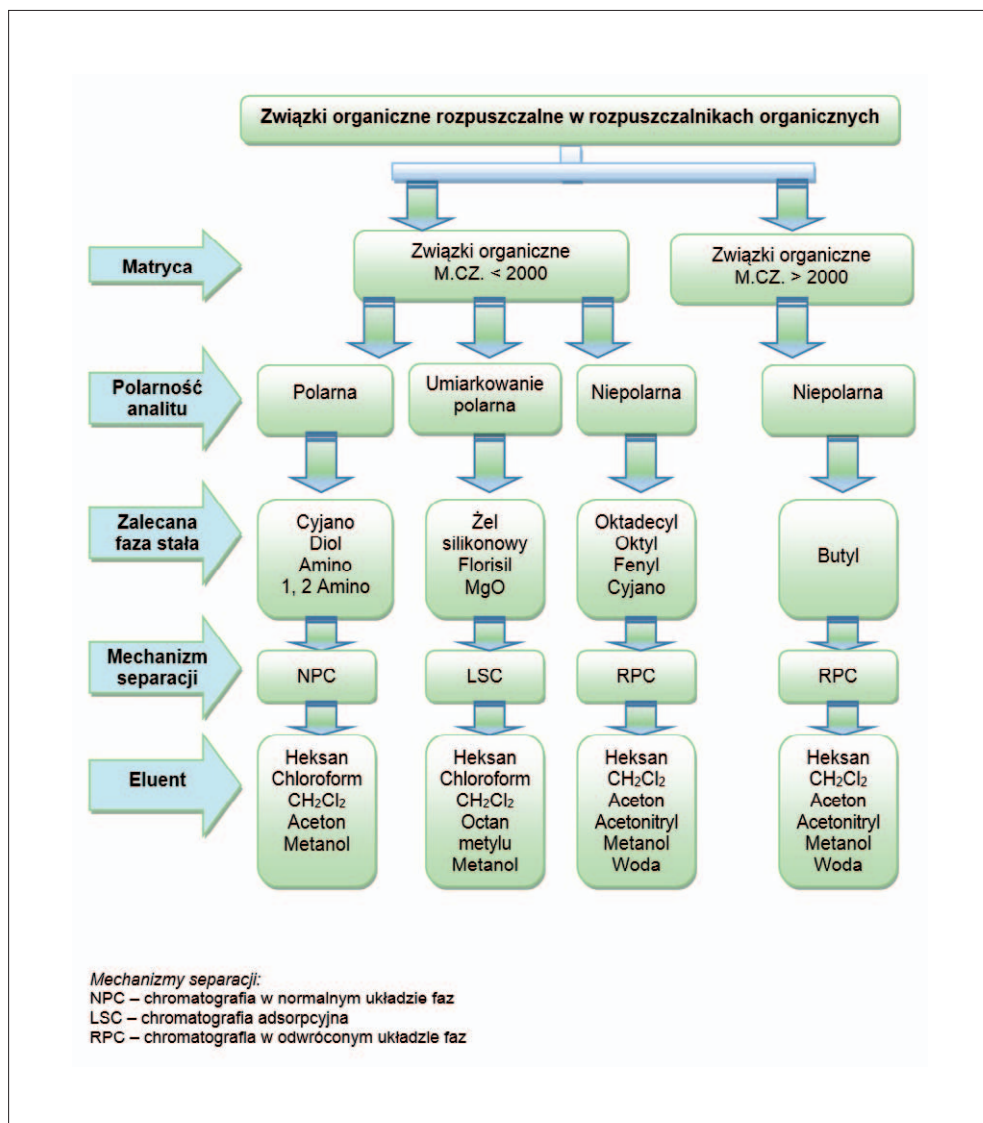 Związki organiczne rozpuszczalne w rozpuszczalnikach organicznych
Matryca
Związki organiczne
M.CZ. < 2000
Związki organiczne
M.CZ. > 2000
Polarność
analitu
Polarna
Umiarkowanie
polarna
Niepolarna
Niepolarna
Zalecana
faza stała
Cyjano
Diol
Amino
1, 2 Amino
Żel
silikonowy
Florisil
MgO
Oktadecyl
Oktyl
Fenyl
Cyjano
Butyl
Mechanizm
separacji
NPC
LSC
RPC
RPC
Eluent
Heksan
Chloroform
CH₂Cl₂
Aceton
Metanol
Heksan
Chloroform
CH₂Cl₂
Octan
metylu
Metanol
Heksan
CH₂Cl₂
Aceton
Acetonitryl
Metanol
Woda
Heksan
CH₂Cl₂
Aceton
Acetonitryl
Metanol
Woda
Mechanizmy separacji:
NPC – chromatografia w normalnym układzie faz
LSC – chromatografia adsorpcyjna
RPC – chromatografia w odwróconym układzie faz